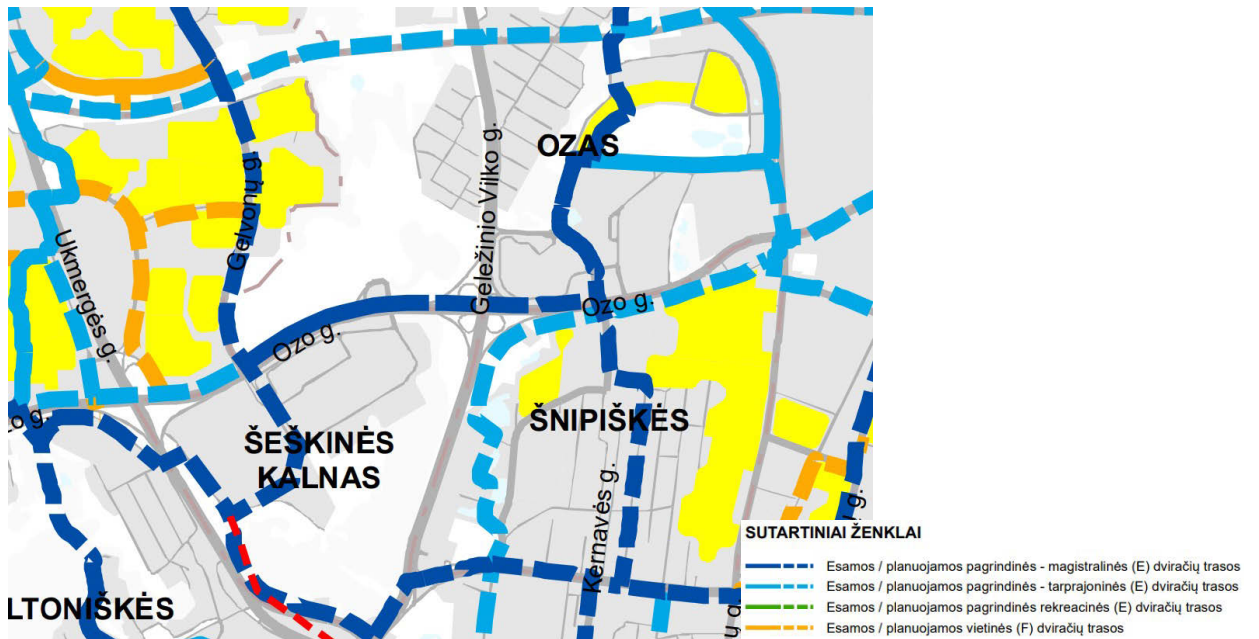 OZAS
Gelvonų g.
Geležinio Vilko g.
Ukmergės g.
Ozo g.
Ozo g.
zo g.
ŠNIPIŠKĖS
ŠEŠKINĖS
KALNAS
Kernavės g.
ų g.
LTONIŠKĖS
ų g.
SUTARTINIAI ŽENKLAI
Esamos / planuojamos pagrindinės - magistralinės (E) dviračių trasos
Esamos / planuojamos pagrindinės - tarprajoninės (E) dviračių trasos
Esamos / planuojamos pagrindinės rekreacinės (E) dviračių trasos
Esamos / planuojamos vietinės (F) dviračių trasos